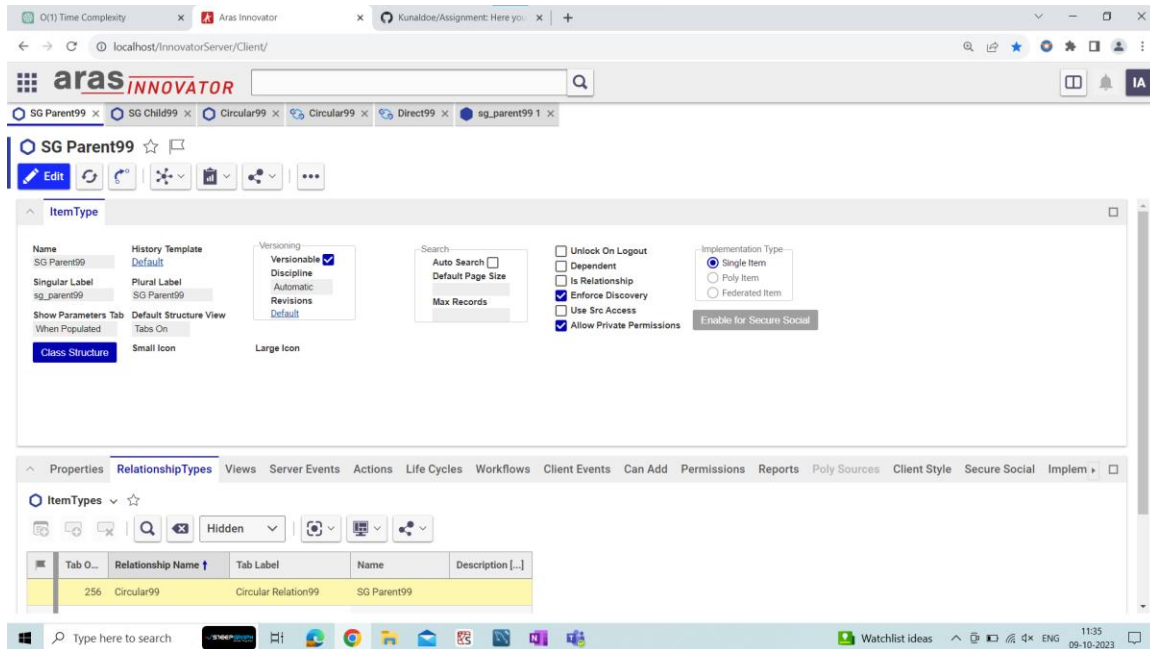 O(1) Time Complexity
Aras Innovator
Kunaldoe/Assignment: Here you
localhost/InnovatorServer/Client/
aras INNOVATOR
IA
SG Parent99
SG Child99
Circular99
Circular99
Direct99
sg_parent99 1
SG Parent99
Edit
ItemType
Name
History Template
Versioning
Search
Unlock On Logout
Implementation Type
SG Parent99
Default
Versionable
Auto Search
Dependent
Single Item
Singular Label
Plural Label
Discipline
Default Page Size
Is Relationship
Poly Item
sg_parent99
SG Parent99
Automatic
Enforce Discovery
Federated Item
Show Parameters Tab
Default Structure View
Revisions
Max Records
Use Src Access
When Populated
Tabs On
Default
Allow Private Permissions
Enable for Secure Social
Class Structure
Small Icon
Large Icon
Properties
RelationshipTypes
Views
Server Events
Actions
Life Cycles
Workflows
Client Events
Can Add
Permissions
Reports
Poly Sources
Client Style
Secure Social
Implem
ItemTypes
Hidden
Tab O...
Relationship Name
Tab Label
Name
Description [...]
256
Circular99
Circular Relation99
SG Parent99
Type here to search
Watchlist ideas
ENG
11:35
09-10-2023